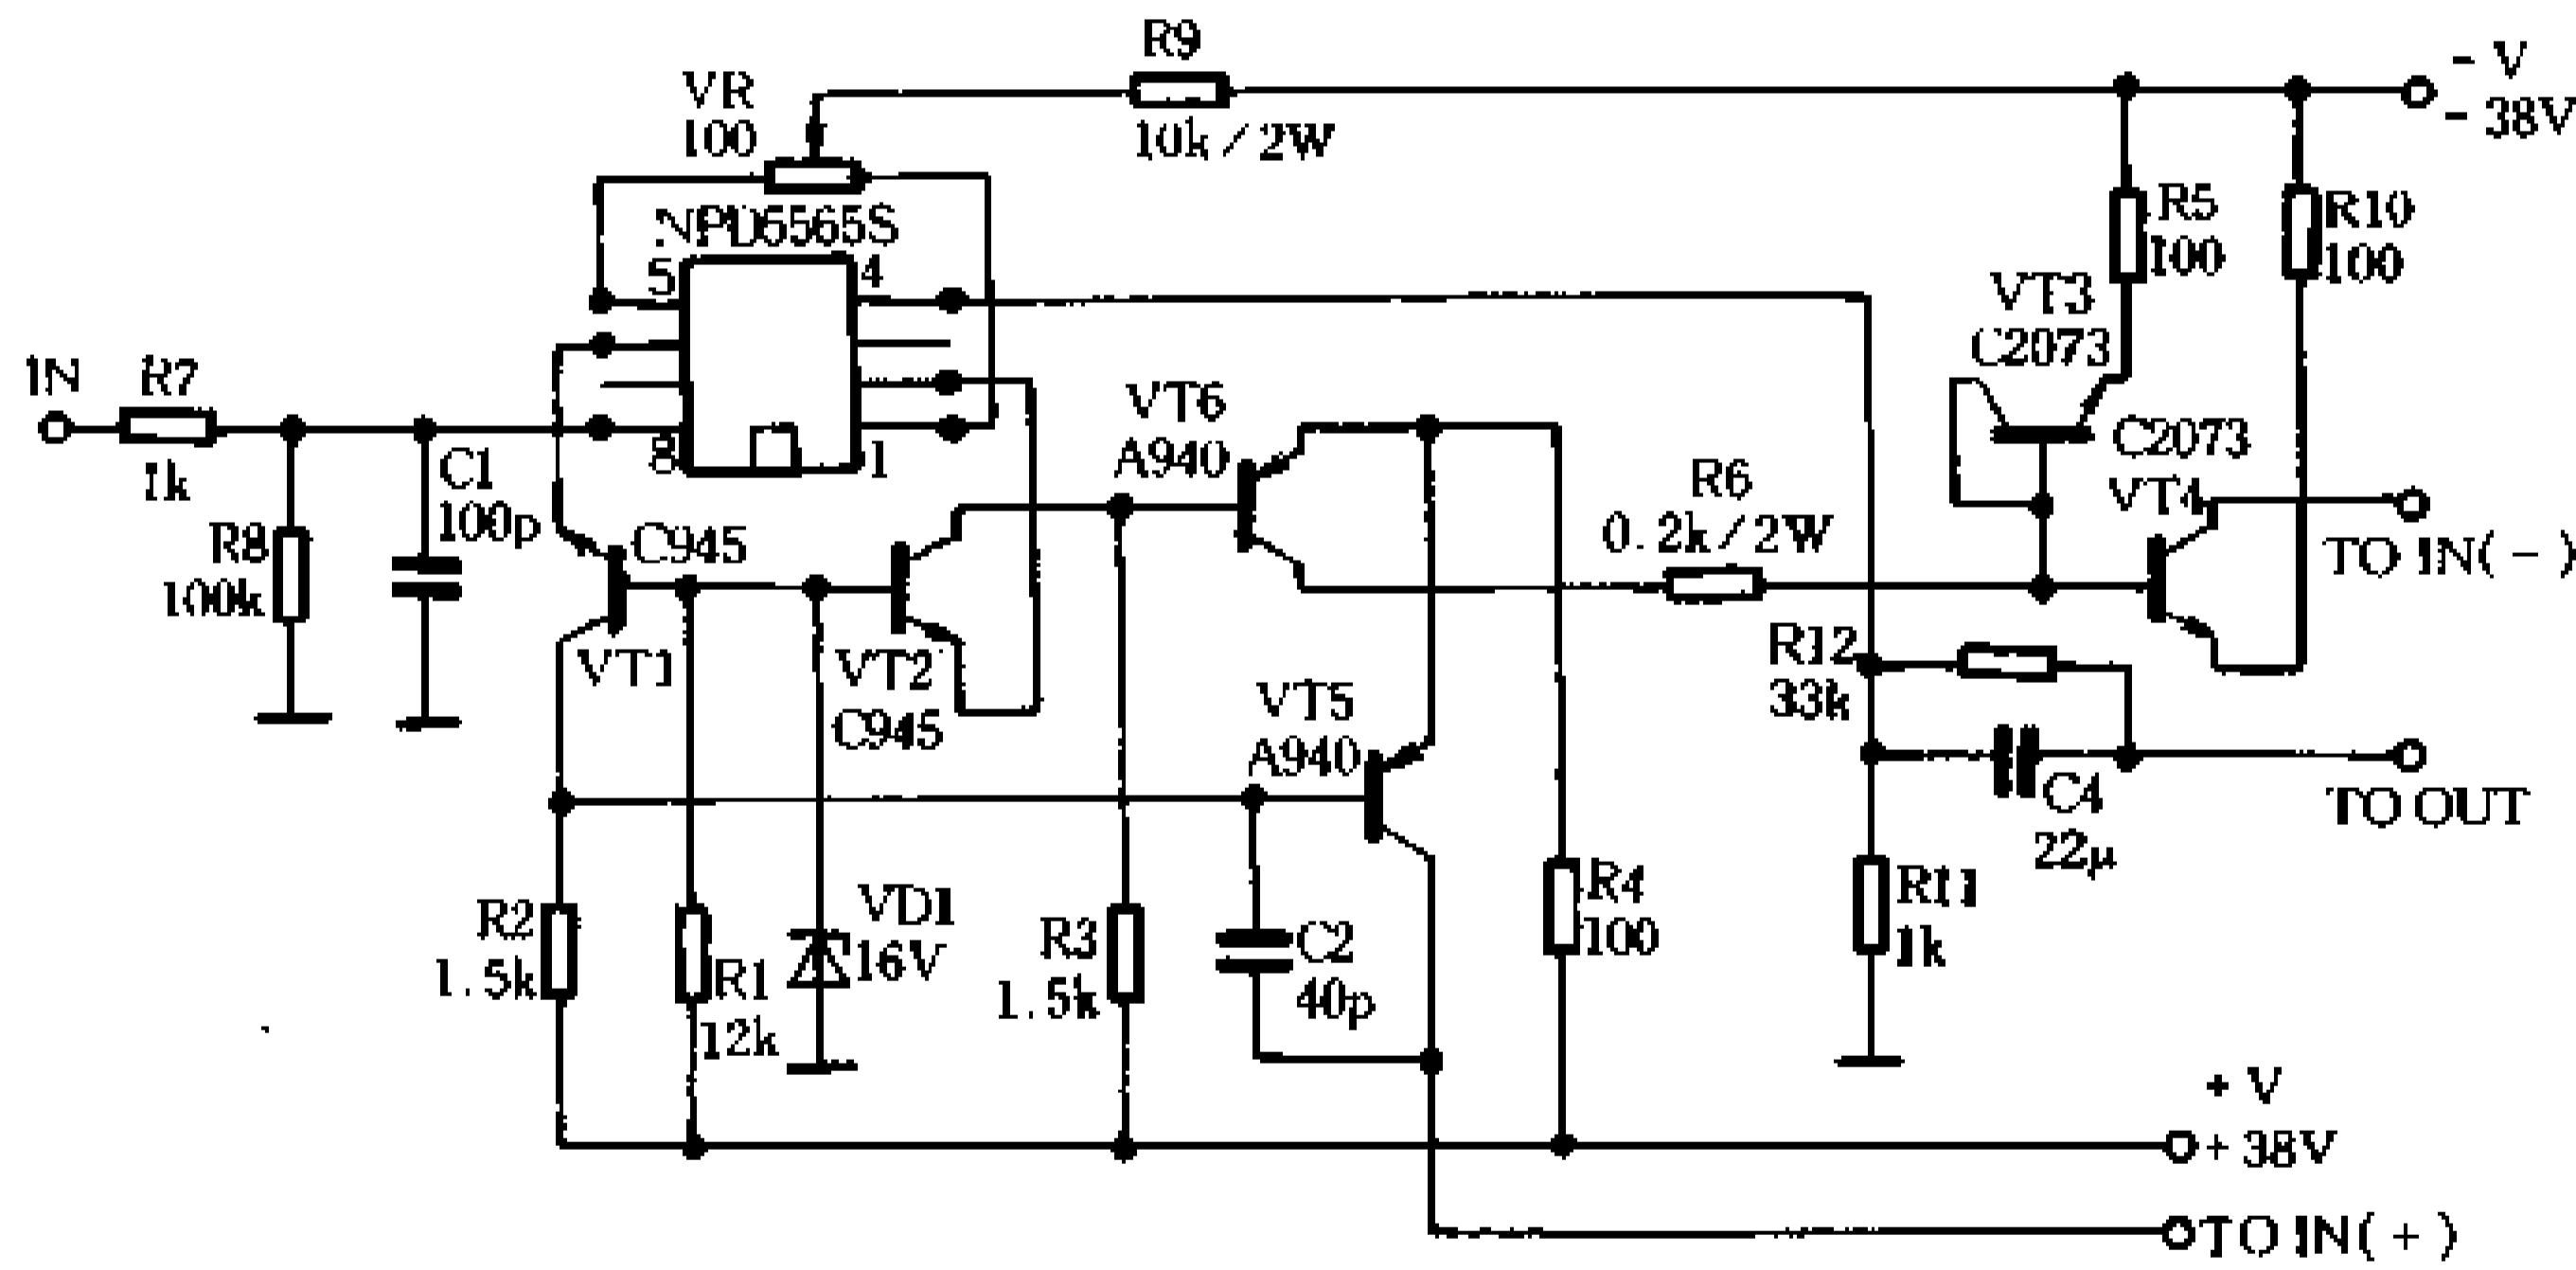 R9
10k/2W
VR
100
NPD5565S
5
4
8
1
- V
- 38V
R5
100
R10
100
VT3
C2073
IN
R7
1k
R8
100k
C1
100p
C945
VT1
VT2
C945
VT6
A940
R6
0.2k/2W
C2073
VT4
TO IN(-)
R12
33k
VT5
A940
C4
22μ
TO OUT
R2
1.5k
R1
12k
VD1
16V
R3
1.5k
C2
40p
R4
100
R11
1k
+ V
+ 38V
TO IN(+)